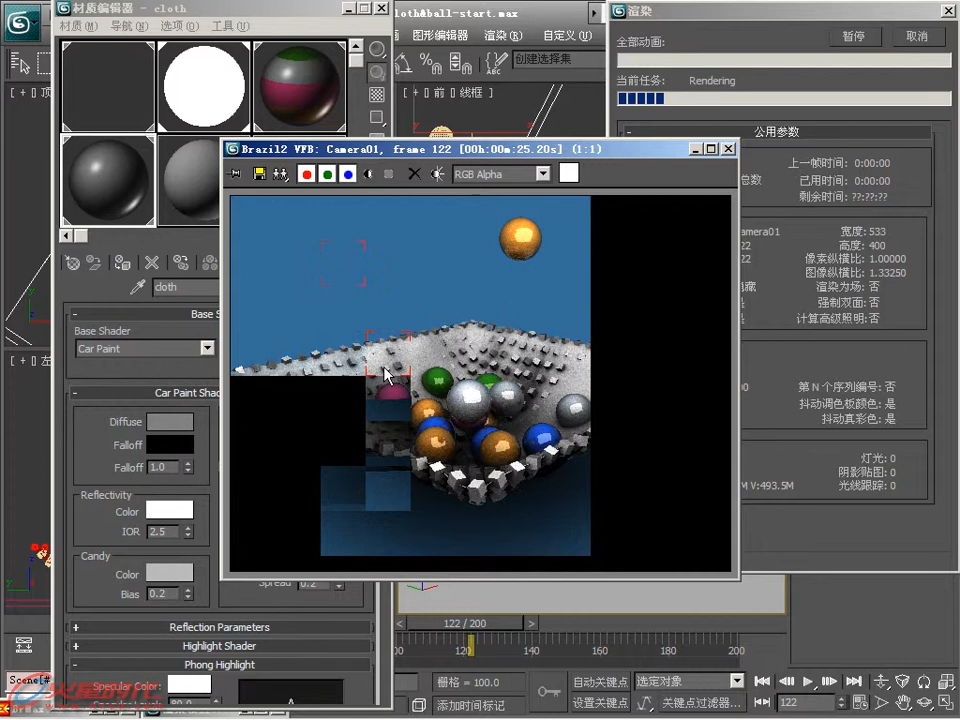 材质编辑器 - cloth
材质(M) 导航(N) 选项(O) 工具(U)
cloth&ball-start.max
图形编辑器 渲染(R) 自定义(U)
创建选择集
渲染
全部动画:
暂停
取消
当前任务: Rendering
公用参数
上一帧时间: 0:00:00
已用时间: 0:00:00
剩余时间: ??:??:??
总数
宽度: 533
高度: 400
像素纵横比: 1.00000
图像纵横比: 1.33250
渲染为场: 否
强制双面: 否
计算高级照明: 否
第 N 个序列编号: 否
抖动调色板颜色: 是
抖动真彩色: 是
灯光: 0
阴影贴图: 0
光线跟踪: 0
M V:493.5M
[ + [] 前 [] 线框 ]
Brazil2 VFB: Camera01, frame 122 [00h:00m:25.20s] (1:1)
RGB Alpha
cloth
Base Shader
Car Paint
Diffuse
Falloff
Falloff 1.0
Reflectivity
Color
IOR 2.5
Candy
Color
Bias 0.2
Spread 0.2
Reflection Parameters
Highlight Shader
Phong Highlight
Specular Color:
122 / 200
120 140 160 180 200
栅格 = 100.0
添加时间标记
自动关键点
选定对象
设置关键点
关键点过滤器...
122
火星时代